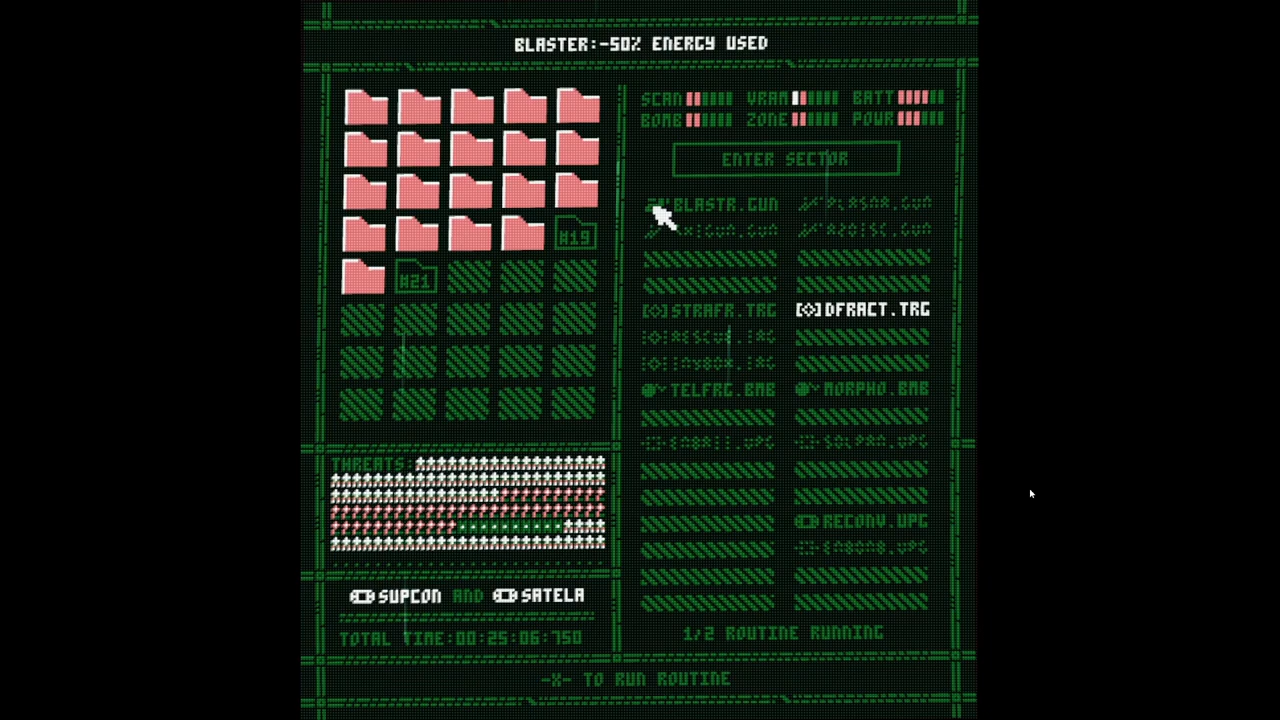 BLASTER:-50% ENERGY USED
SCAN VRAM BATT
BOMB ZONE POWR
ENTER SECTOR
BLASTR.GUN
#19
#21
STRAFR.TRG DFRACT.TRG
TELFRG.BMB MORPHO.BMB
THREATS:
RECONV.UPG
SUPCON AND SATELA
TOTAL TIME:00:25:06:750
1/2 ROUTINE RUNNING
-X- TO RUN ROUTINE